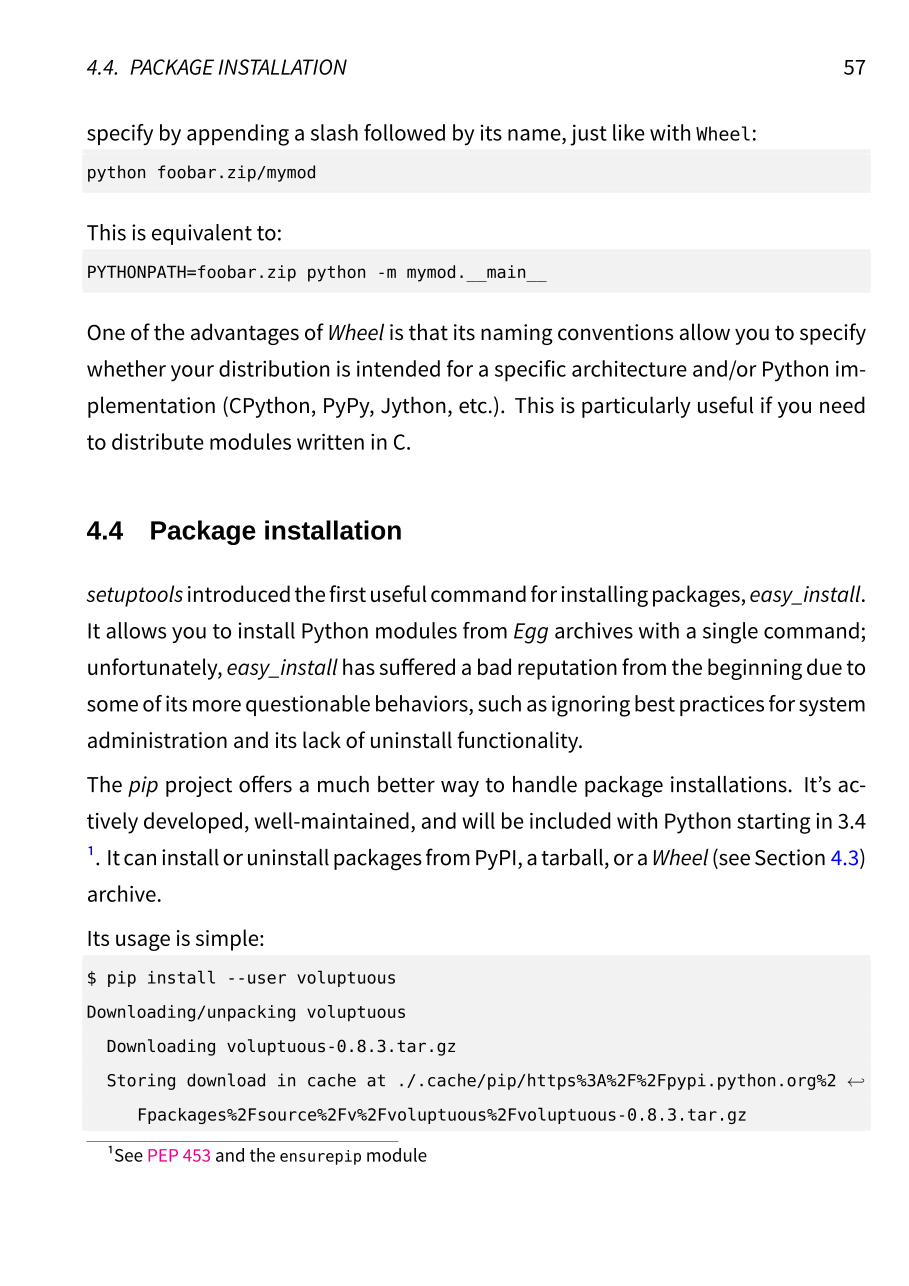 4.4. PACKAGE INSTALLATION 57
specify by appending a slash followed by its name, just like with Wheel:
python foobar.zip/mymod
This is equivalent to:
PYTHONPATH=foobar.zip python -m mymod.__main__
One of the advantages of Wheel is that its naming conventions allow you to specify
whether your distribution is intended for a specific architecture and/or Python im-
plementation (CPython, PyPy, Jython, etc.). This is particularly useful if you need
to distribute modules written in C.
4.4 Package installation
setuptools introduced the first useful command for installing packages, easy_install.
It allows you to install Python modules from Egg archives with a single command;
unfortunately, easy_install has suffered a bad reputation from the beginning due to
some of its more questionable behaviors, such as ignoring best practices for system
administration and its lack of uninstall functionality.
The pip project offers a much better way to handle package installations. It’s ac-
tively developed, well-maintained, and will be included with Python starting in 3.4
1. It can install or uninstall packages from PyPI, a tarball, or a Wheel (see Section 4.3)
archive.
Its usage is simple:
$ pip install --user voluptuous
Downloading/unpacking voluptuous
Downloading voluptuous-0.8.3.tar.gz
Storing download in cache at ./.cache/pip/https%3A%2F%2Fpypi.python.org%2 ↩
Fpackages%2Fsource%2Fv%2Fvoluptuous%2Fvoluptuous-0.8.3.tar.gz
1See PEP 453 and the ensurepip module